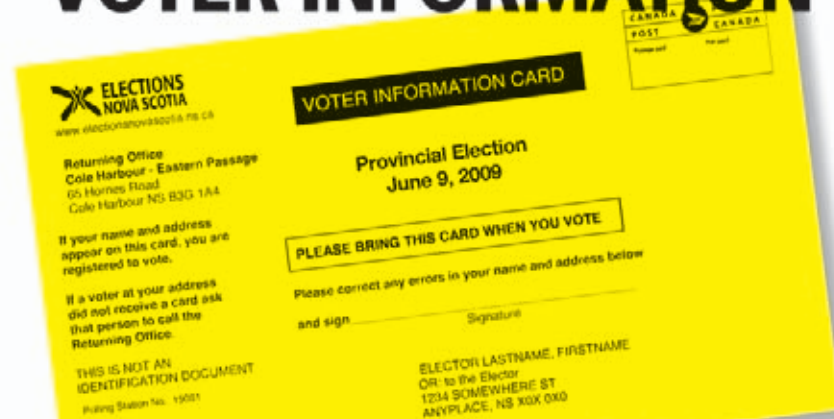 VOTER INFORMATION
ELECTIONS
NOVA SCOTIA
www.electionsnovascotia.ns.ca
Returning Office
Cole Harbour - Eastern Passage
65 Hornes Road
Cole Harbour NS B3G 1A4
If your name and address
appear on this card, you are
registered to vote.
If a voter at your address
did not receive a card ask
that person to call the
Returning Office.
THIS IS NOT AN
IDENTIFICATION DOCUMENT
Polling Station No.
VOTER INFORMATION CARD
Provincial Election
June 9, 2009
PLEASE BRING THIS CARD WHEN YOU VOTE
Please correct any errors in your name and address below
and sign
Signature
ELECTOR LASTNAME, FIRSTNAME
OR: to the Elector
1234 SOMEWHERE ST
ANYPLACE, NS X0X 0X0
CANADA
POST
CANADA